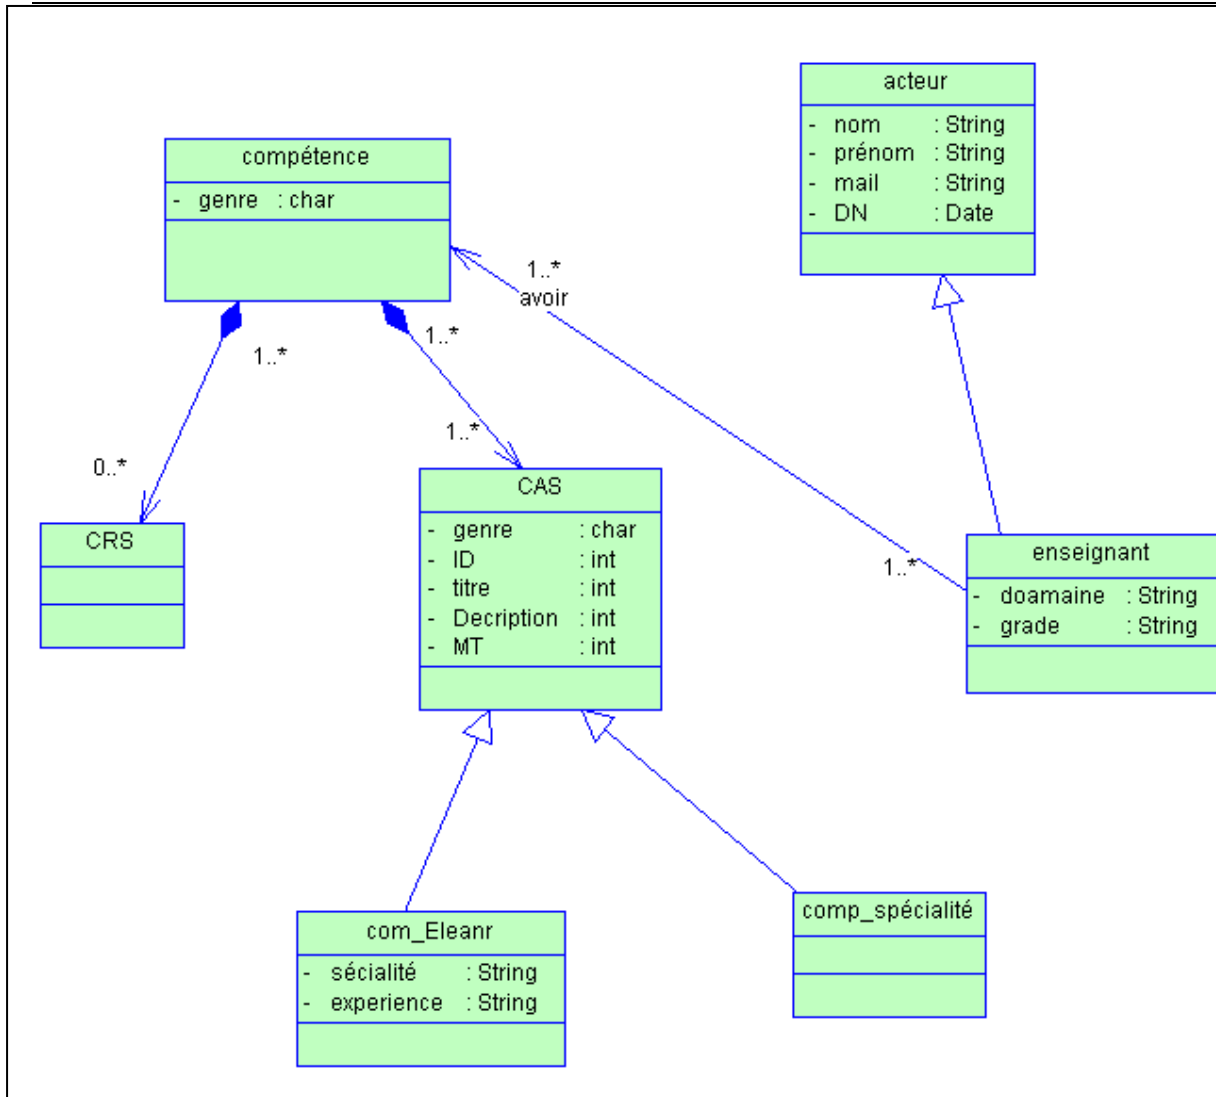 acteur
- nom : String
- prénom : String
- mail : String
- DN : Date
compétence
- genre : char
1..*
avoir
1..*
1..*
1..*
0..*
1..*
CAS
- genre : char
- ID : int
- titre : int
- Decription : int
- MT : int
CRS
enseignant
- doamaine : String
- grade : String
com_Eleanr
- sécialité : String
- experience : String
comp_spécialité